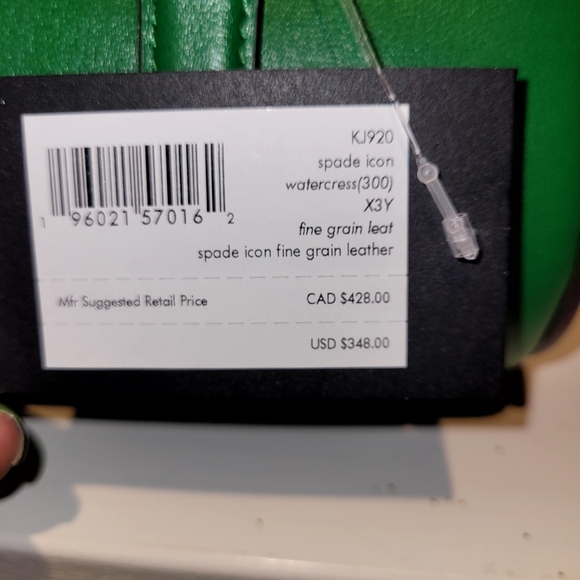 KJ920
spade icon
watercress(300)
X3Y
fine grain leat
spade icon fine grain leather
1 96021 57016 2
Mfr Suggested Retail Price CAD $428.00
USD $348.00